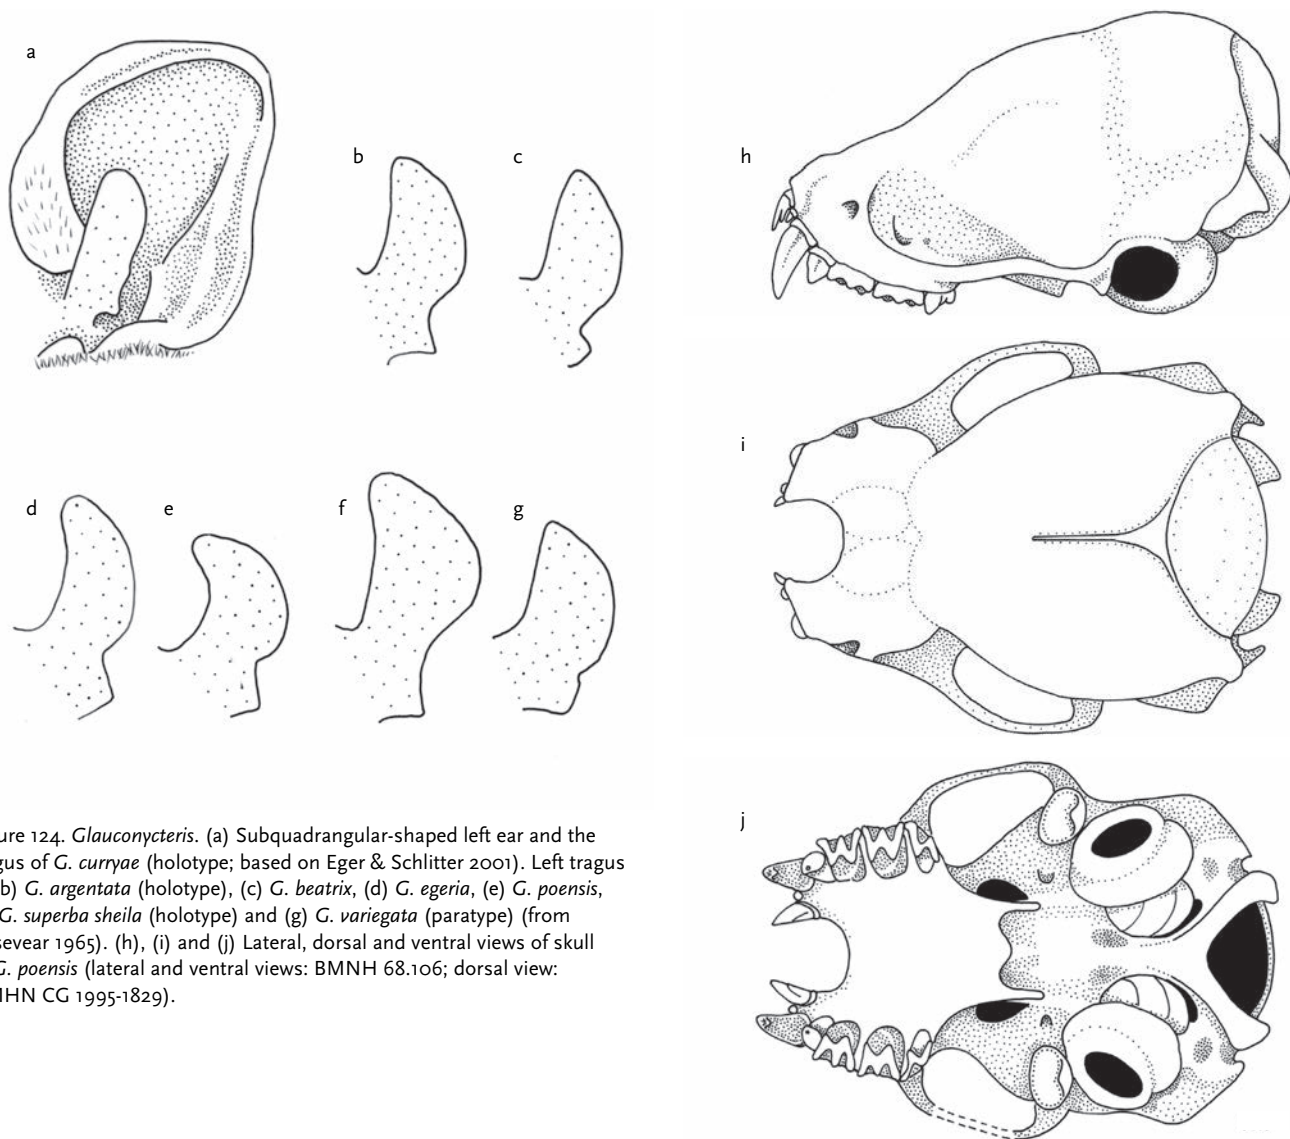 a
b
c
d
e
f
g
h
i
j
ure 124. Glauconycteris. (a) Subquadrangular-shaped left ear and the
gus of G. curryae (holotype; based on Eger & Schlitter 2001). Left tragus
b) G. argentata (holotype), (c) G. beatrix, (d) G. egeria, (e) G. poensis,
G. superba sheila (holotype) and (g) G. variegata (paratype) (from
sevear 1965). (h), (i) and (j) Lateral, dorsal and ventral views of skull
G. poensis (lateral and ventral views: BMNH 68.106; dorsal view:
IHN CG 1995-1829).